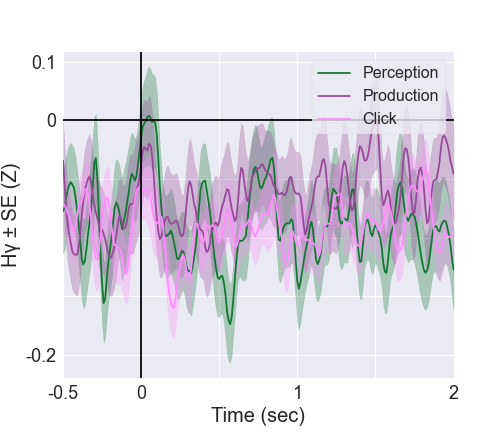 0.1
Perception
Production
Click
0
Hγ ± SE (Z)
-0.2
-0.5
0
1
2
Time (sec)